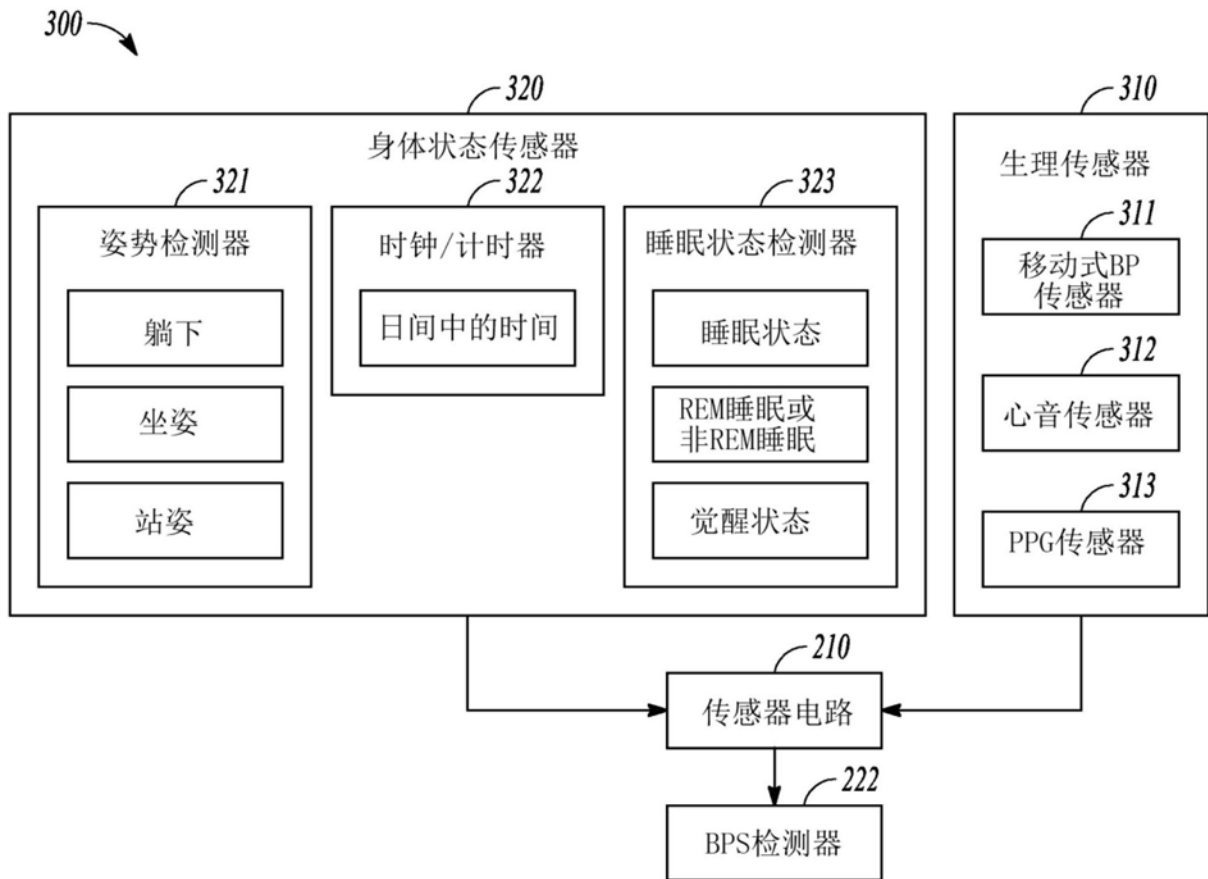 300
320
身体状态传感器
321
姿势检测器
躺下
坐姿
站姿
322
时钟/计时器
日间中的时间
323
睡眠状态检测器
睡眠状态
REM睡眠或
非REM睡眠
觉醒状态
310
生理传感器
311
移动式BP
传感器
312
心音传感器
313
PPG传感器
210
传感器电路
222
BPS检测器